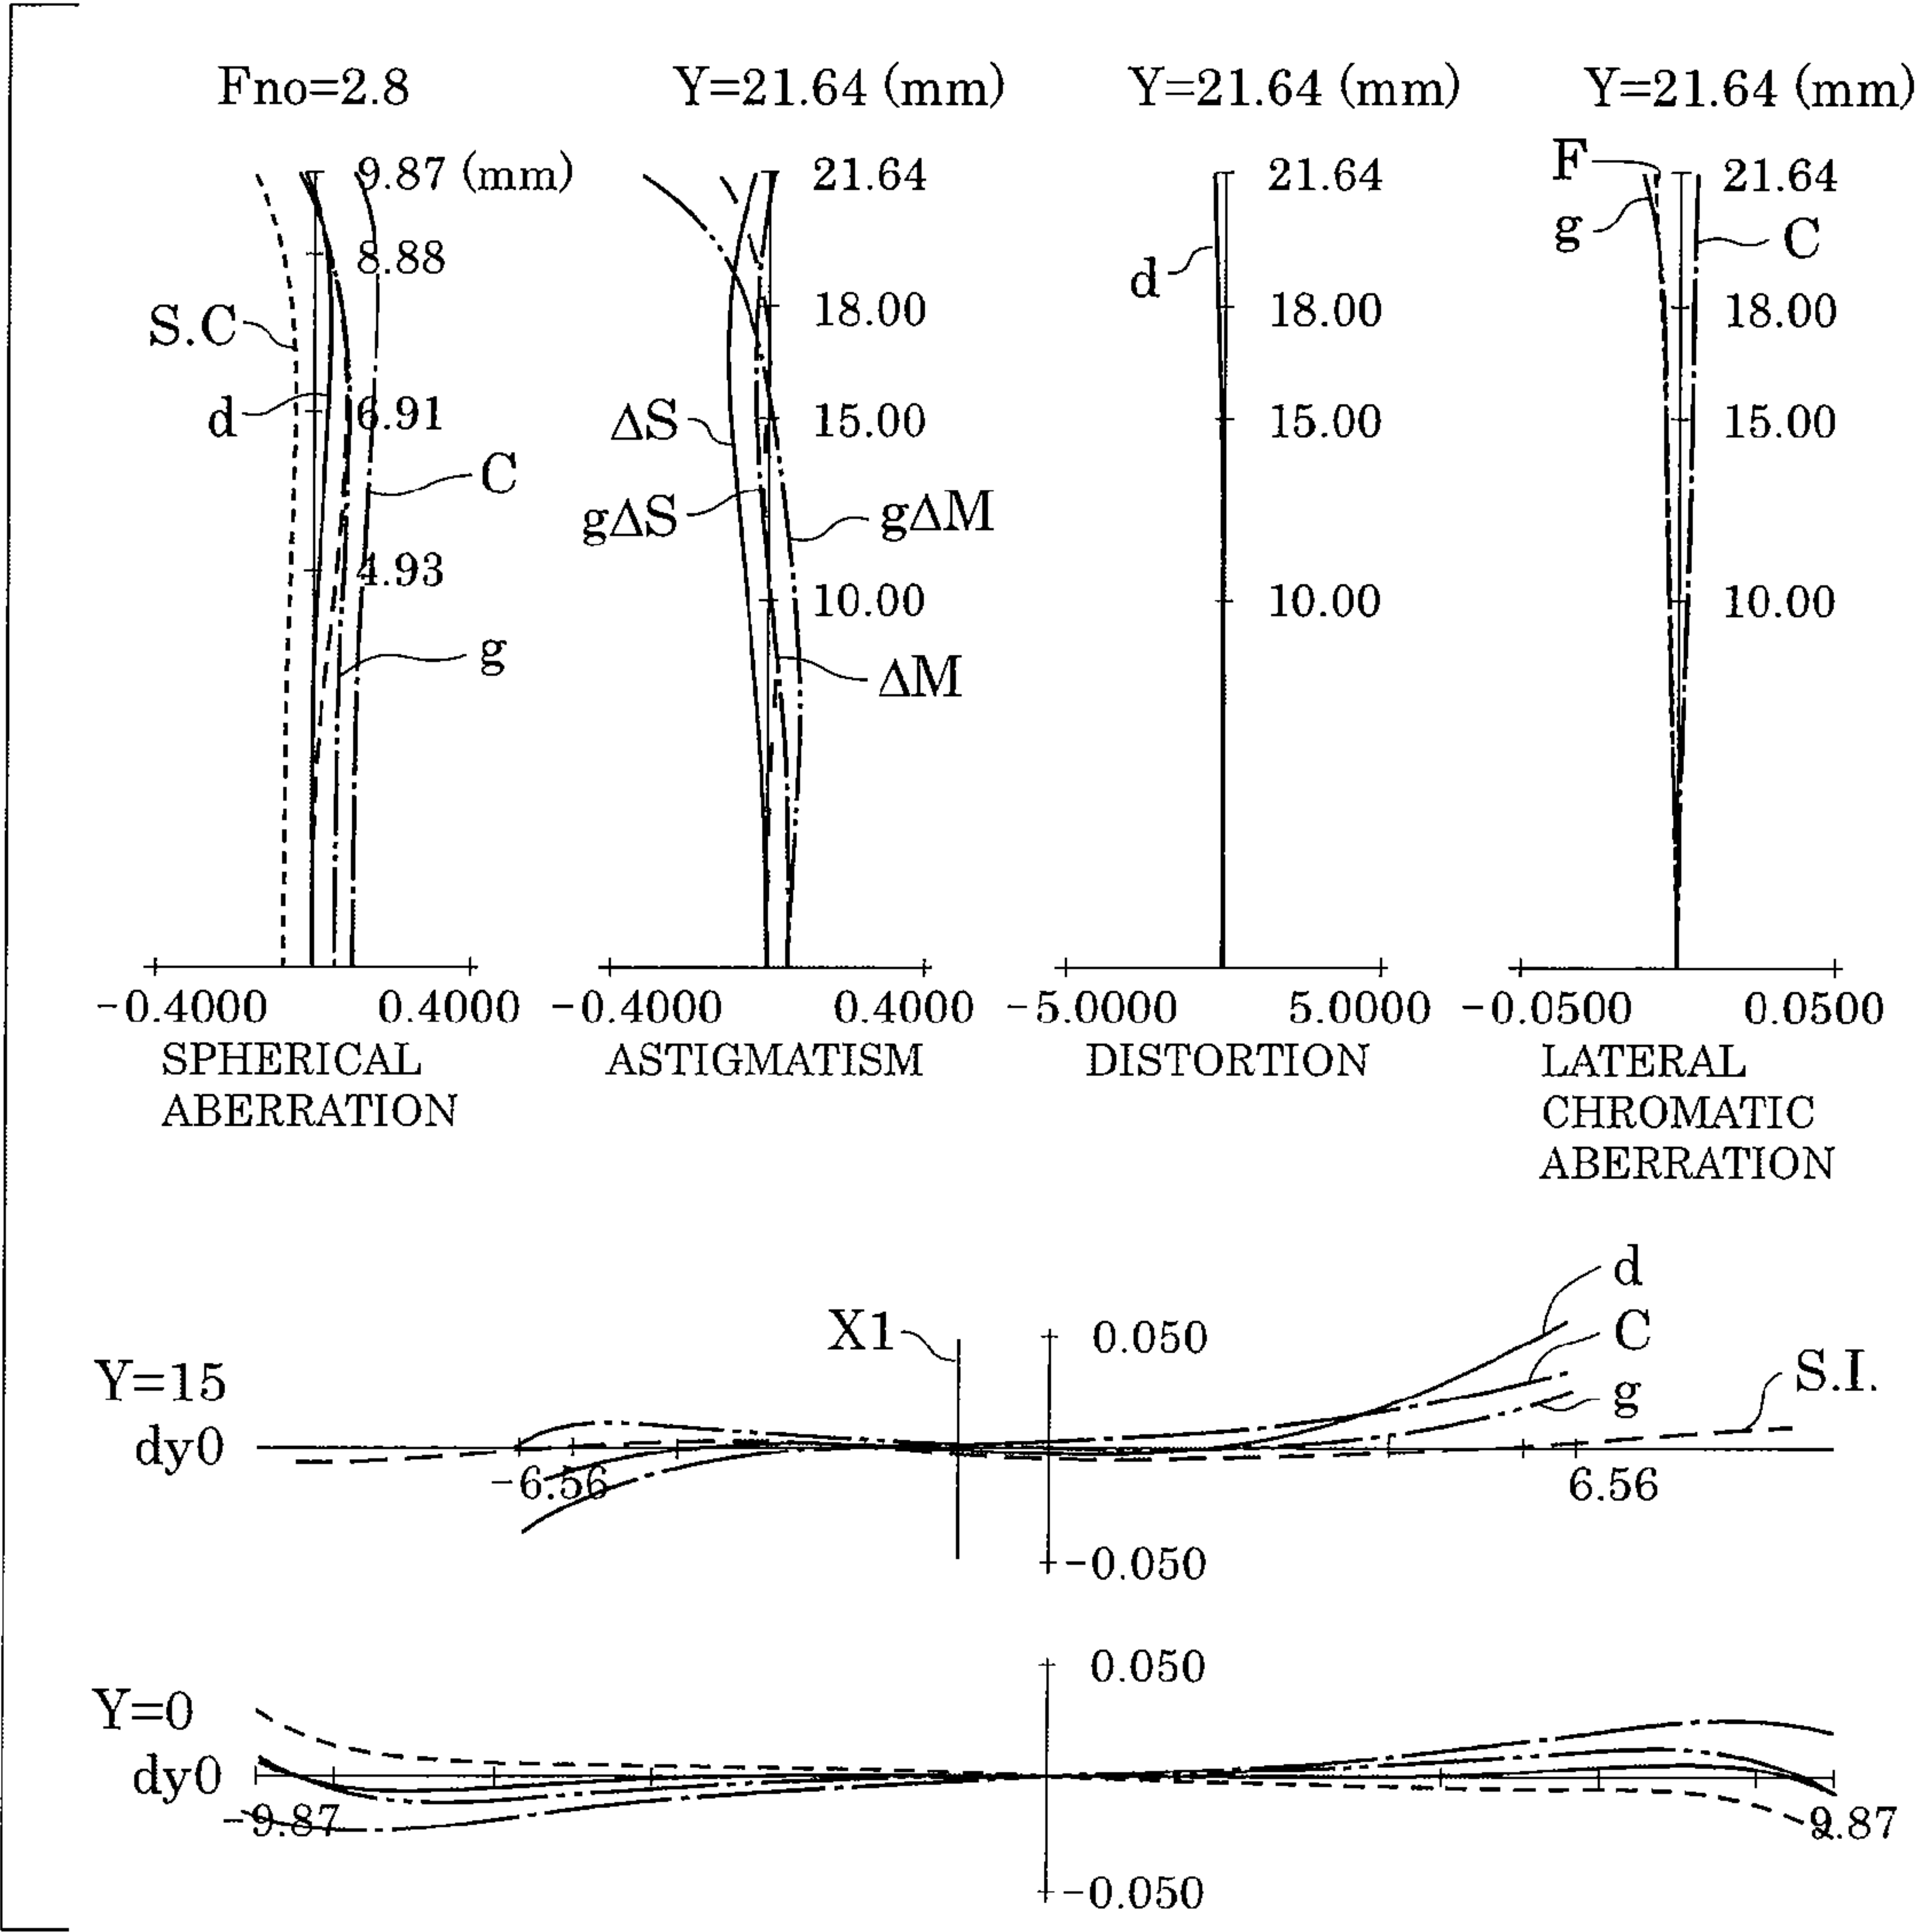 Fno=2.8
9.87 (mm)
8.88
S.C
d
6.91
C
4.93
g
-0.4000 0.4000
SPHERICAL
ABERRATION
Y=21.64 (mm)
21.64
18.00
ΔS
15.00
gΔS
gΔM
10.00
ΔM
-0.4000 0.4000
ASTIGMATISM
Y=21.64 (mm)
21.64
d
18.00
15.00
10.00
-5.0000 5.0000
DISTORTION
Y=21.64 (mm)
F
21.64
g
C
18.00
15.00
10.00
-0.0500 0.0500
LATERAL
CHROMATIC
ABERRATION
d
X1
0.050
C
Y=15
S.I.
g
dy0
-6.56
6.56
-0.050
0.050
Y=0
dy0
-9.87
9.87
-0.050